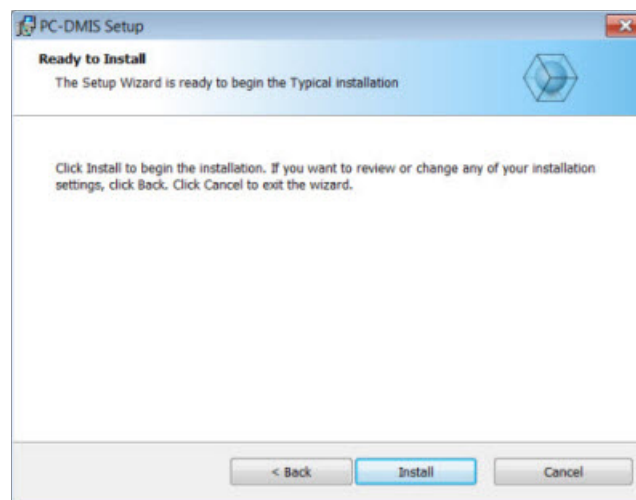 PC-DMIS Setup
Ready to Install
The Setup Wizard is ready to begin the Typical installation
Click Install to begin the installation. If you want to review or change any of your installation
settings, click Back. Click Cancel to exit the wizard.
< Back
Install
Cancel